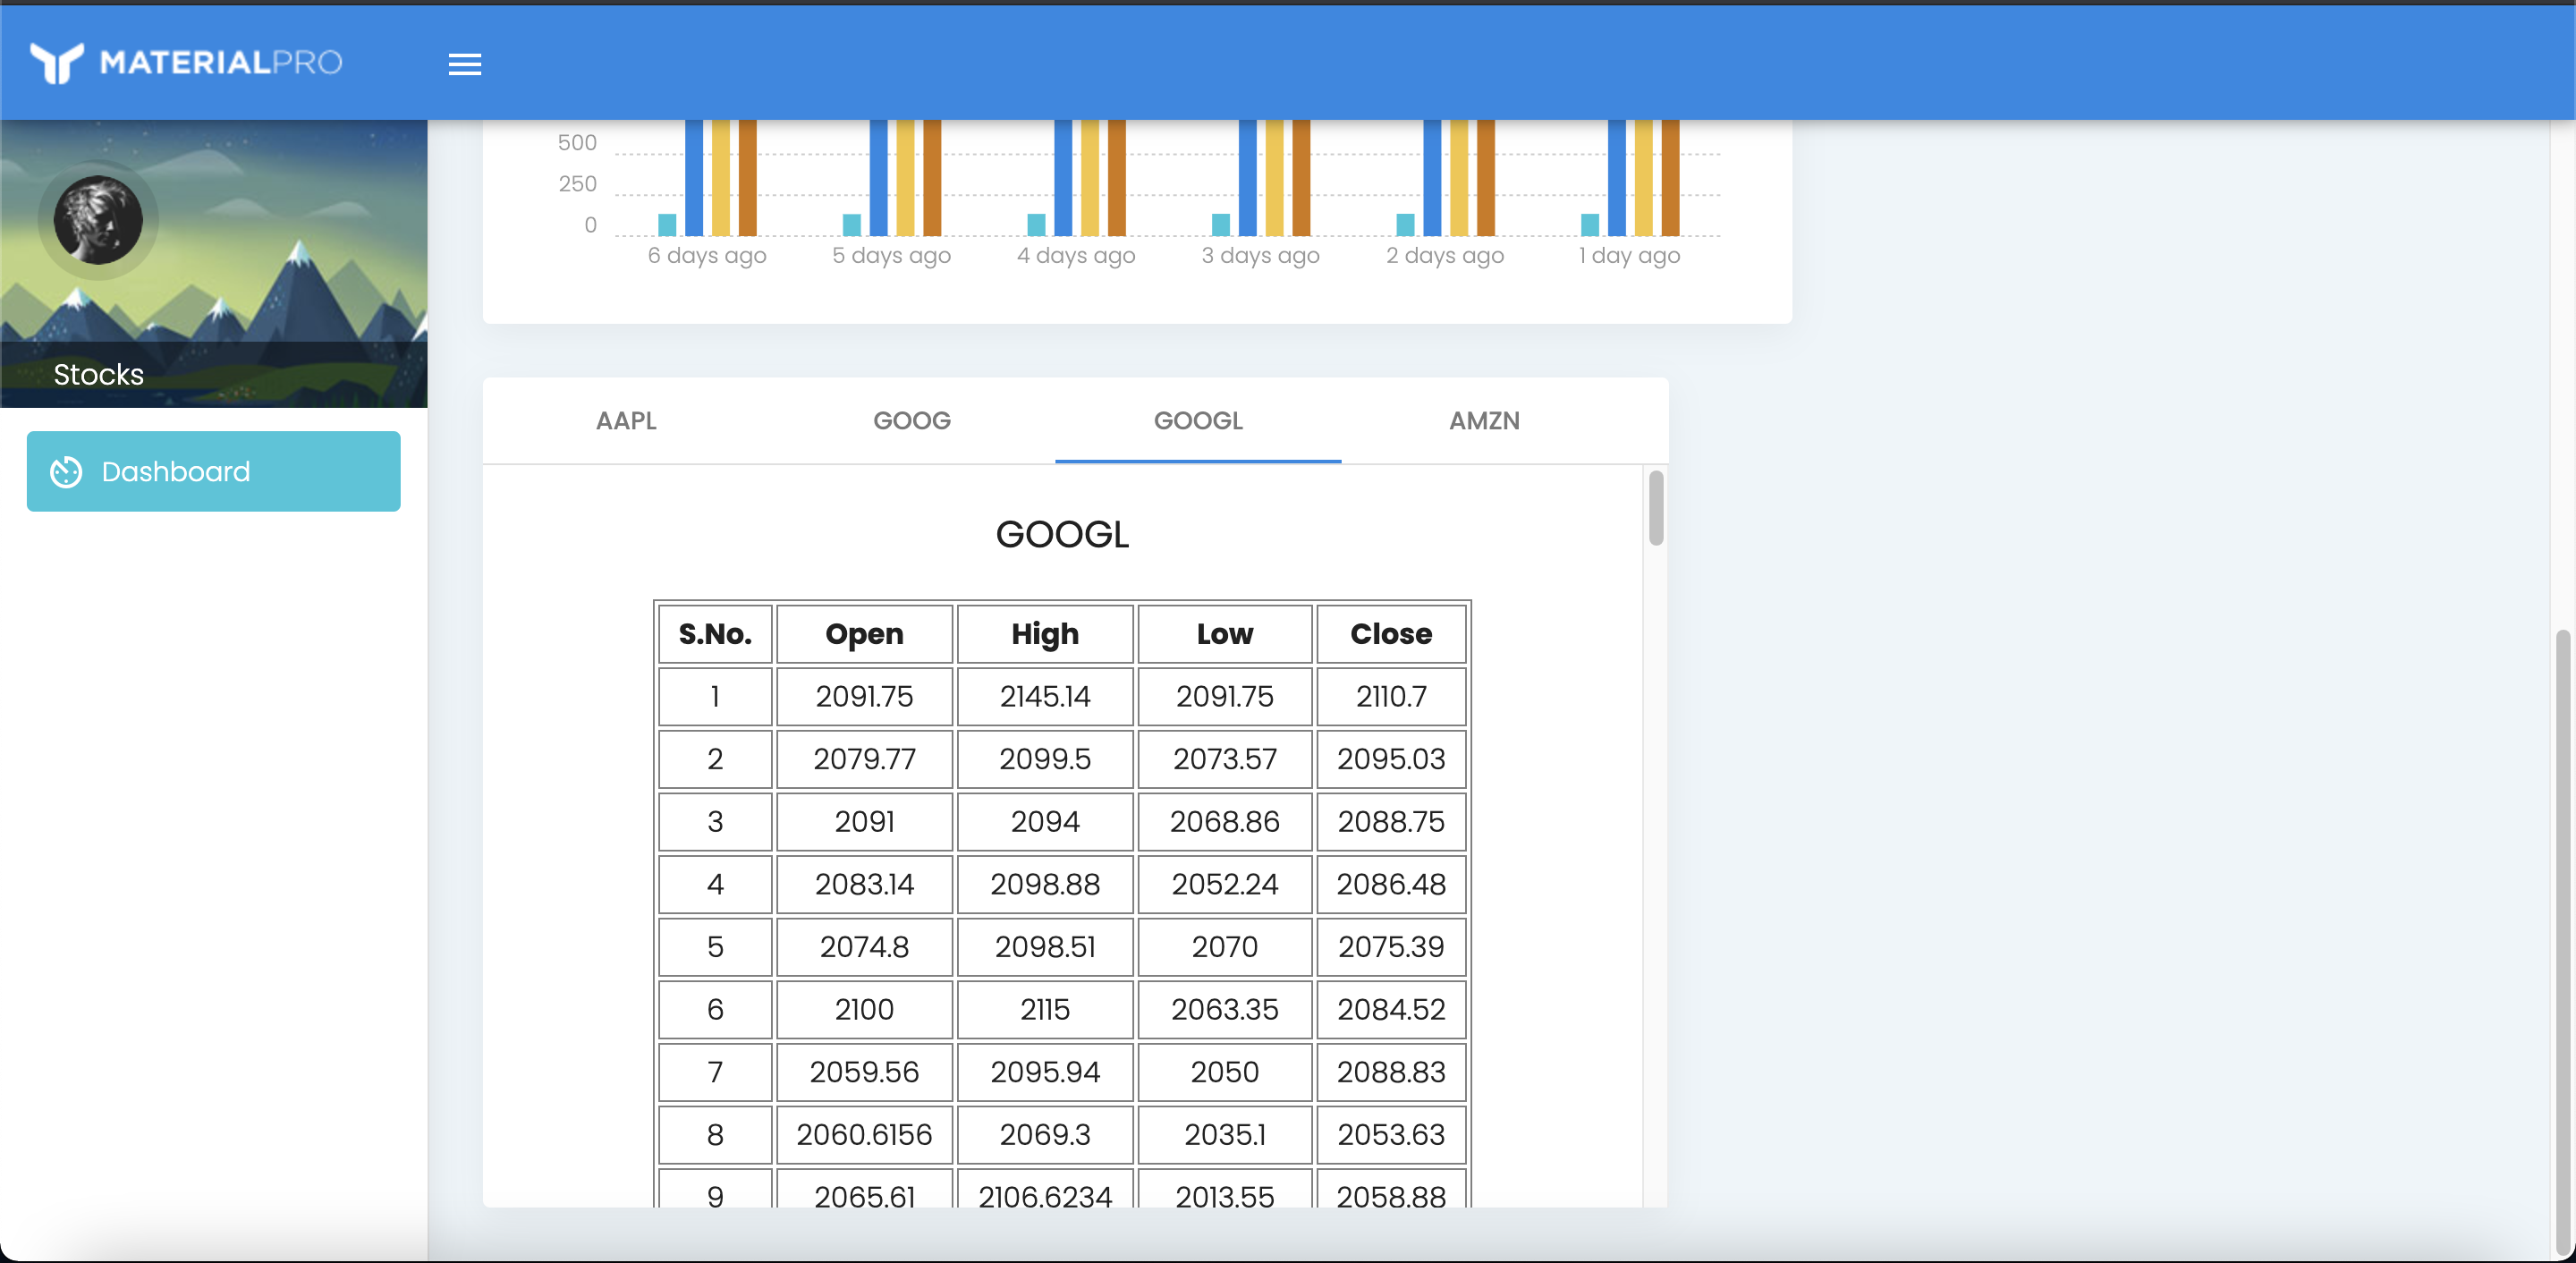 MATERIALPRO
500
250
0
6 days ago 5 days ago 4 days ago 3 days ago 2 days ago 1 day ago
Stocks
Dashboard
AAPL GOOG GOOGL AMZN
GOOGL
S.No. Open High Low Close
1 2091.75 2145.14 2091.75 2110.7
2 2079.77 2099.5 2073.57 2095.03
3 2091 2094 2068.86 2088.75
4 2083.14 2098.88 2052.24 2086.48
5 2074.8 2098.51 2070 2075.39
6 2100 2115 2063.35 2084.52
7 2059.56 2095.94 2050 2088.83
8 2060.6156 2069.3 2035.1 2053.63
9 2065.61 2106.6234 2013.55 2058.88